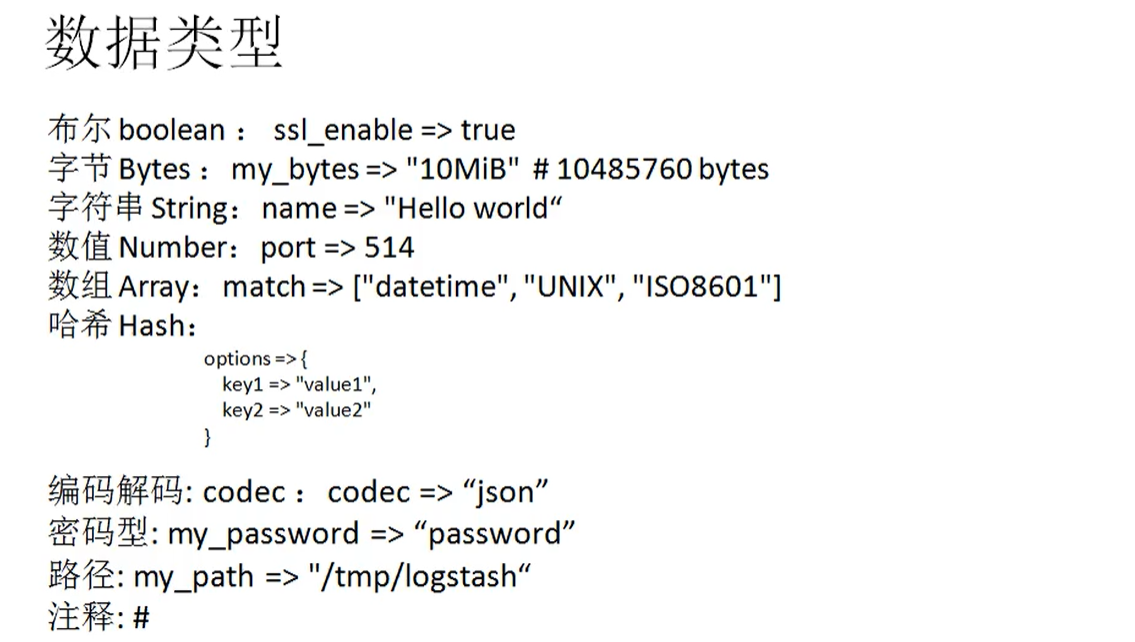 数据类型
布尔 boolean ： ssl_enable => true
字节 Bytes ： my_bytes => "10MiB" # 10485760 bytes
字符串 String： name => "Hello world“
数值 Number： port => 514
数组 Array： match => ["datetime", "UNIX", "ISO8601"]
哈希 Hash：
options => {
key1 => "value1",
key2 => "value2"
}
编码解码: codec ： codec => “json”
密码型: my_password => “password”
路径: my_path => "/tmp/logstash“
注释: #